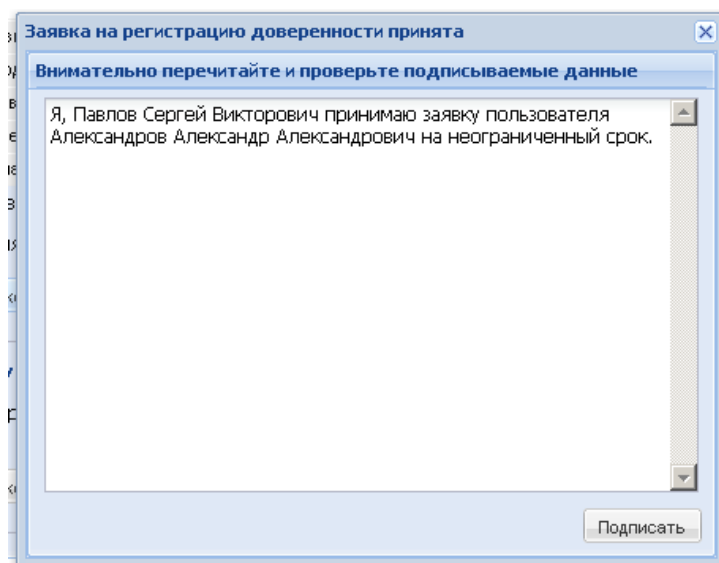 Заявка на регистрацию доверенности принята
Внимательно перечитайте и проверьте подписываемые данные
Я, Павлов Сергей Викторович принимаю заявку пользователя
Александров Александр Александрович на неограниченный срок.
Подписать